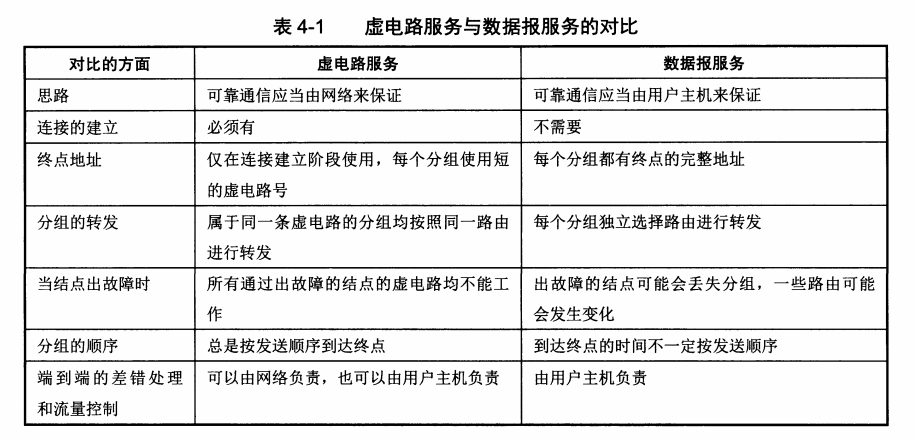 表 4-1 虚电路服务与数据报服务的对比
对比的方面 虚电路服务 数据报服务
思路 可靠通信应当由网络来保证 可靠通信应当由用户主机来保证
连接的建立 必须有 不需要
终点地址 仅在连接建立阶段使用，每个分组使用短 每个分组都有终点的完整地址
的虚电路号
分组的转发 属于同一条虚电路的分组均按照同一路由 每个分组独立选择路由进行转发
进行转发
当结点出故障时 所有通过出故障的结点的虚电路均不能工 出故障的结点可能会丢失分组，一些路由可能
作 会发生变化
分组的顺序 总是按发送顺序到达终点 到达终点的时间不一定按发送顺序
端到端的差错处理 可以由网络负责，也可以由用户主机负责 由用户主机负责
和流量控制